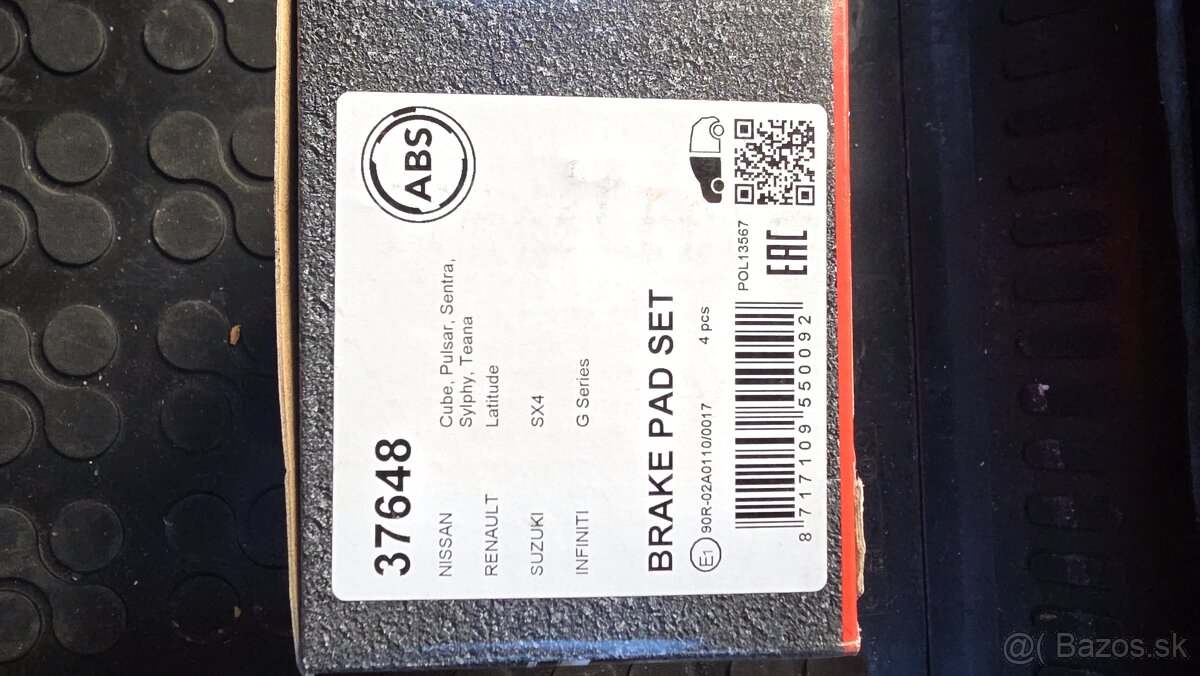 ABS
37648
NISSAN Cube, Pulsar, Sentra,
Sylphy, Teana
RENAULT Latitude
SUZUKI SX4
INFINITI G Series
BRAKE PAD SET
E1 90R-02A0110/0017 4 pcs
POL13567
EAC
8 717109 550092
@( Bazos.sk